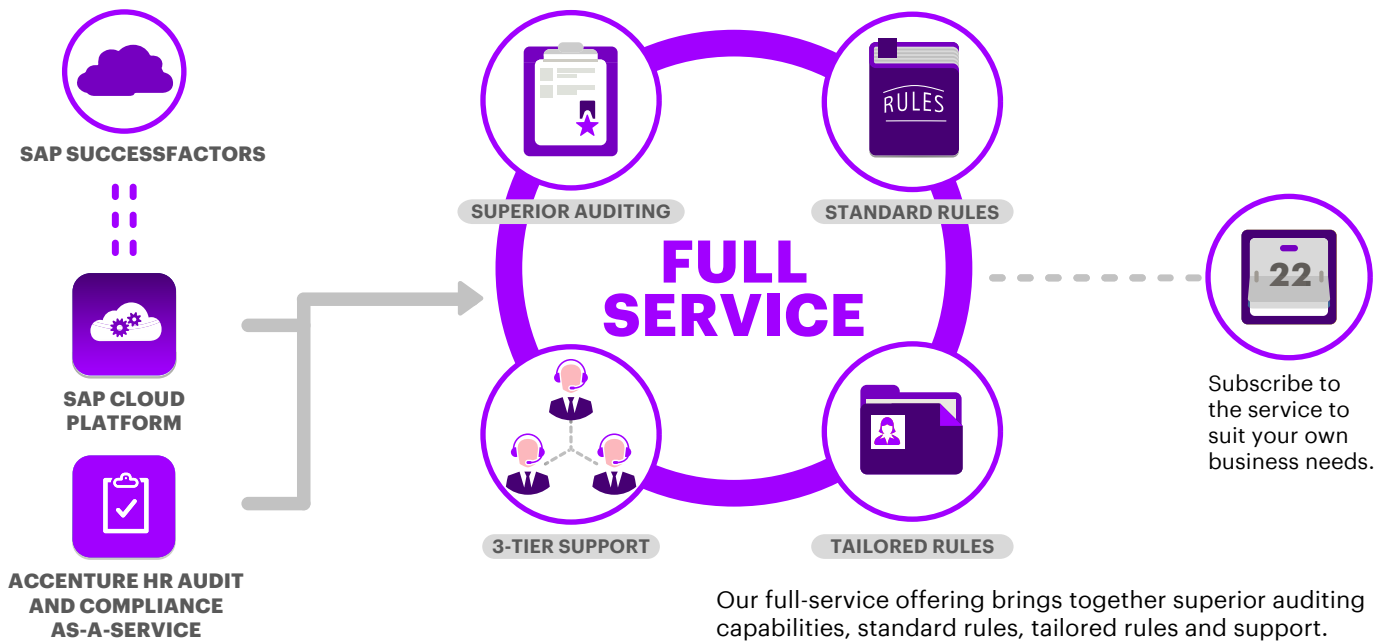 SAP SUCCESSFACTORS
SAP CLOUD
PLATFORM
ACCENTURE HR AUDIT
AND COMPLIANCE
AS-A-SERVICE
SUPERIOR AUDITING
RULES
STANDARD RULES
FULL
SERVICE
3-TIER SUPPORT
TAILORED RULES
22
Subscribe to
the service to
suit your own
business needs.
Our full-service offering brings together superior auditing
capabilities, standard rules, tailored rules and support.